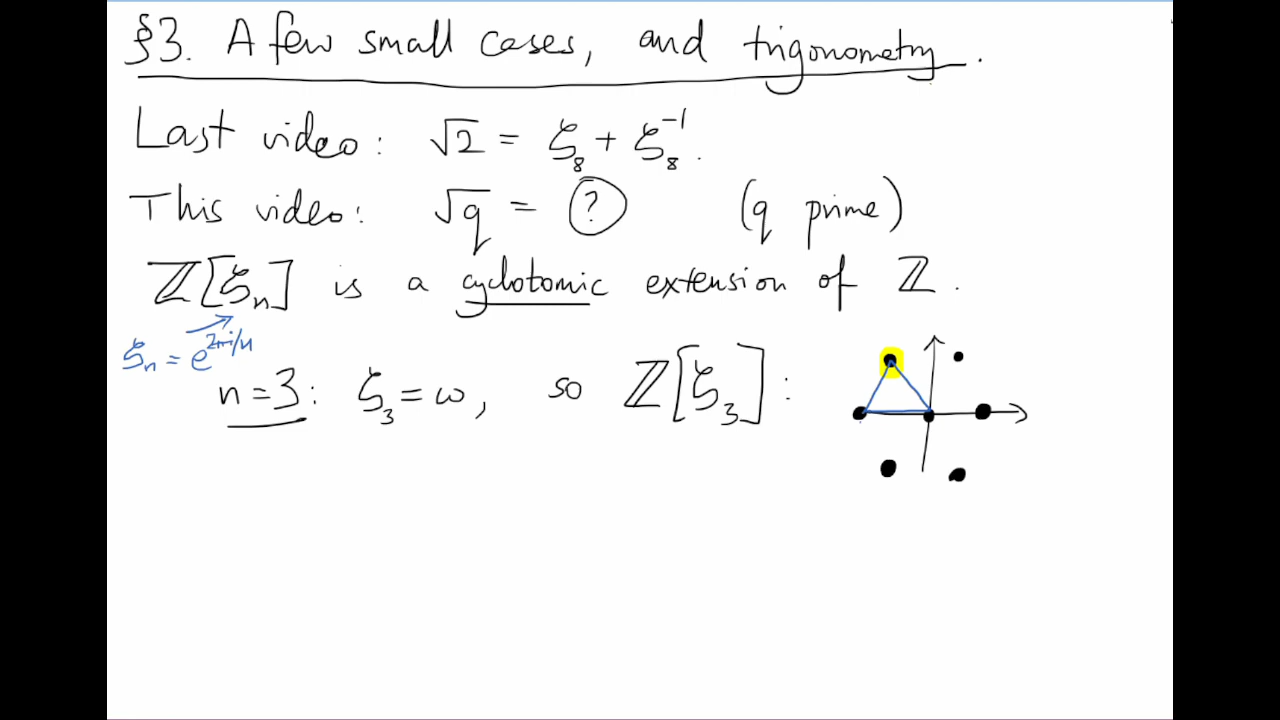 §3. A few small cases, and trigonometry.
Last video: √2 = ζ₈ + ζ₈⁻¹.
This video: √q = ? (q prime)
ℤ[ζₙ] is a cyclotomic extension of ℤ.
ζₙ = e^{2πi/n}
n=3: ζ₃ = ω, so ℤ[ζ₃]: